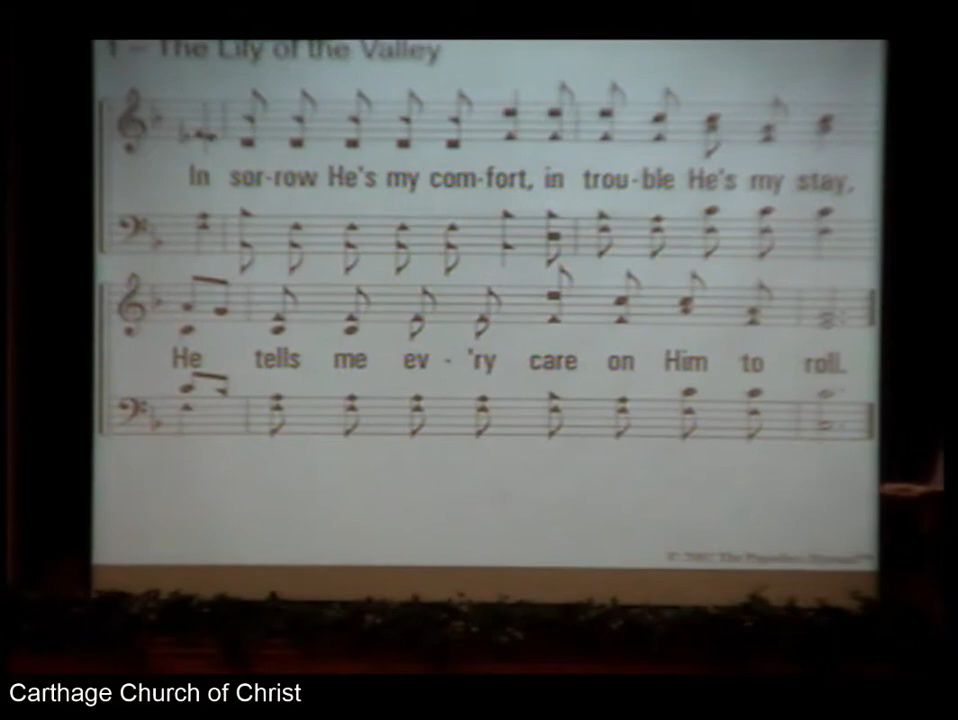 1 – The Lily of the Valley
In sor-row He's my com-fort, in trou-ble He's my stay,
He tells me ev - 'ry care on Him to roll.
Carthage Church of Christ